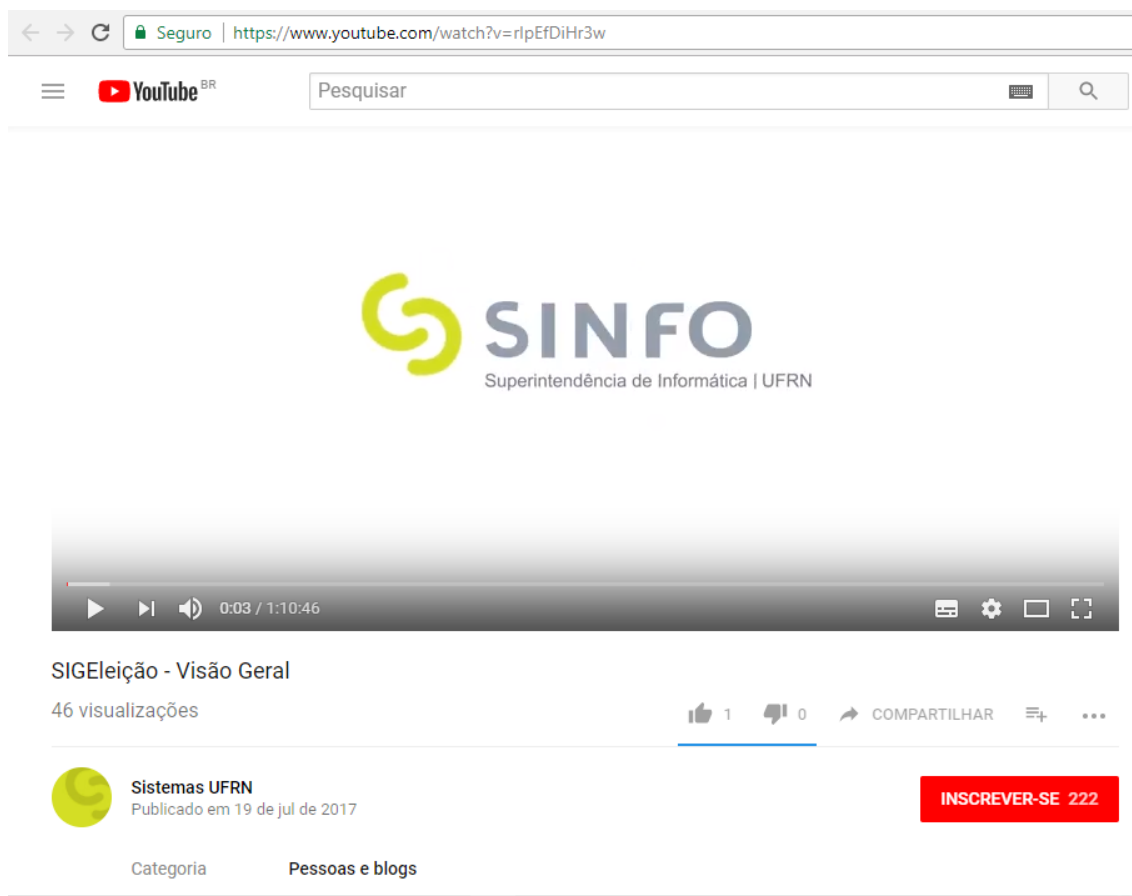 Seguro | https://www.youtube.com/watch?v=rIpEfDiHr3w
YouTube BR
Pesquisar
SINFO
Superintendência de Informática | UFRN
0:03 / 1:10:46
SIGEleição - Visão Geral
46 visualizações
1 0 COMPARTILHAR
Sistemas UFRN
Publicado em 19 de jul de 2017
INSCREVER-SE 222
Categoria Pessoas e blogs